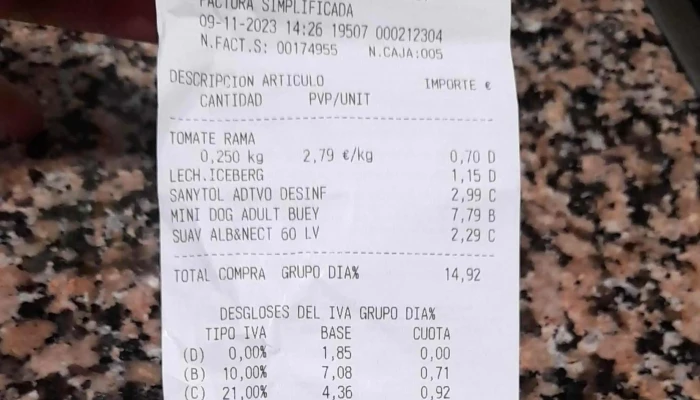 FACTURA SIMPLIFICADA
09-11-2023 14:26 19507 000212304
N.FACT.S: 00174955 N.CAJA:005
DESCRIPCION ARTICULO IMPORTE €
CANTIDAD PVP/UNIT
TOMATE RAMA
0,250 kg 2,79 €/kg 0,70 D
LECH.ICEBERG 1,15 D
SANYTOL ADTVO DESINF 2,99 C
MINI DOG ADULT BUEY 7,79 B
SUAV ALB&NECT 60 LV 2,29 C
TOTAL COMPRA GRUPO DIA% 14,92
DESGLOSES DEL IVA GRUPO DIA%
TIPO IVA BASE CUOTA
(D) 0,00% 1,85 0,00
(B) 10,00% 7,08 0,71
(C) 21,00% 4,36 0,92